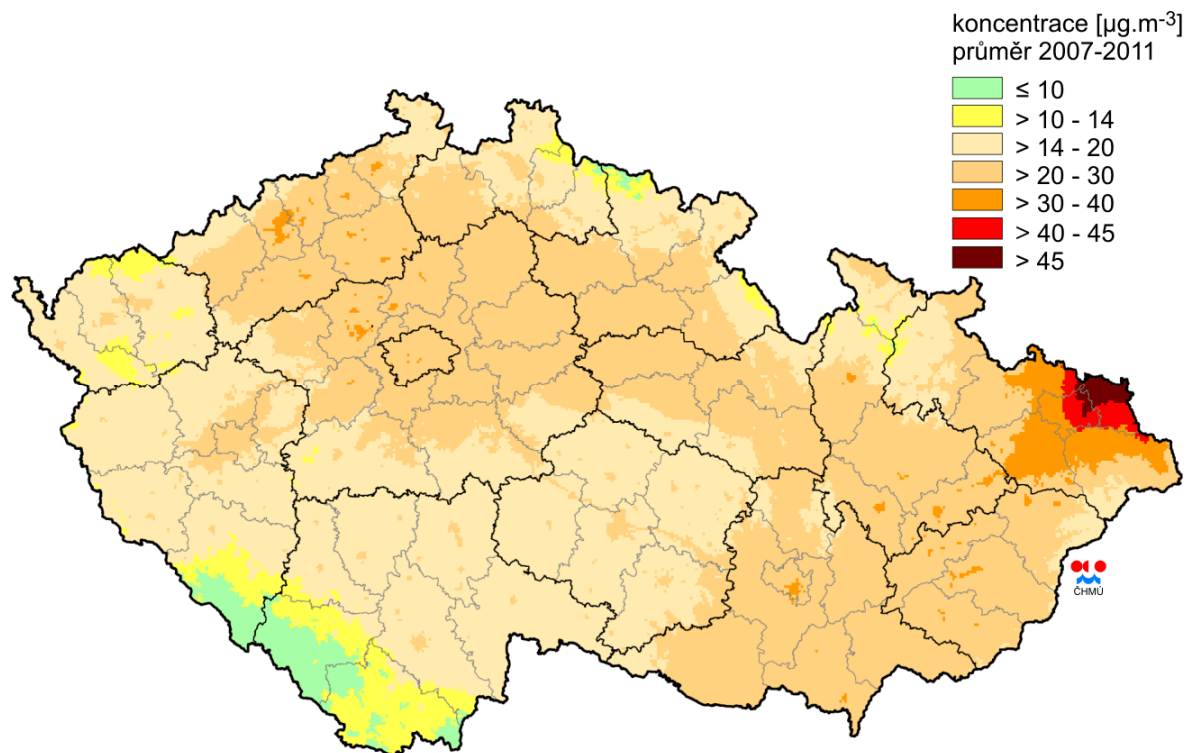 koncentrace [µg.m-3]
průměr 2007-2011
≤ 10
> 10 - 14
> 14 - 20
> 20 - 30
> 30 - 40
> 40 - 45
> 45
ČHMÚ